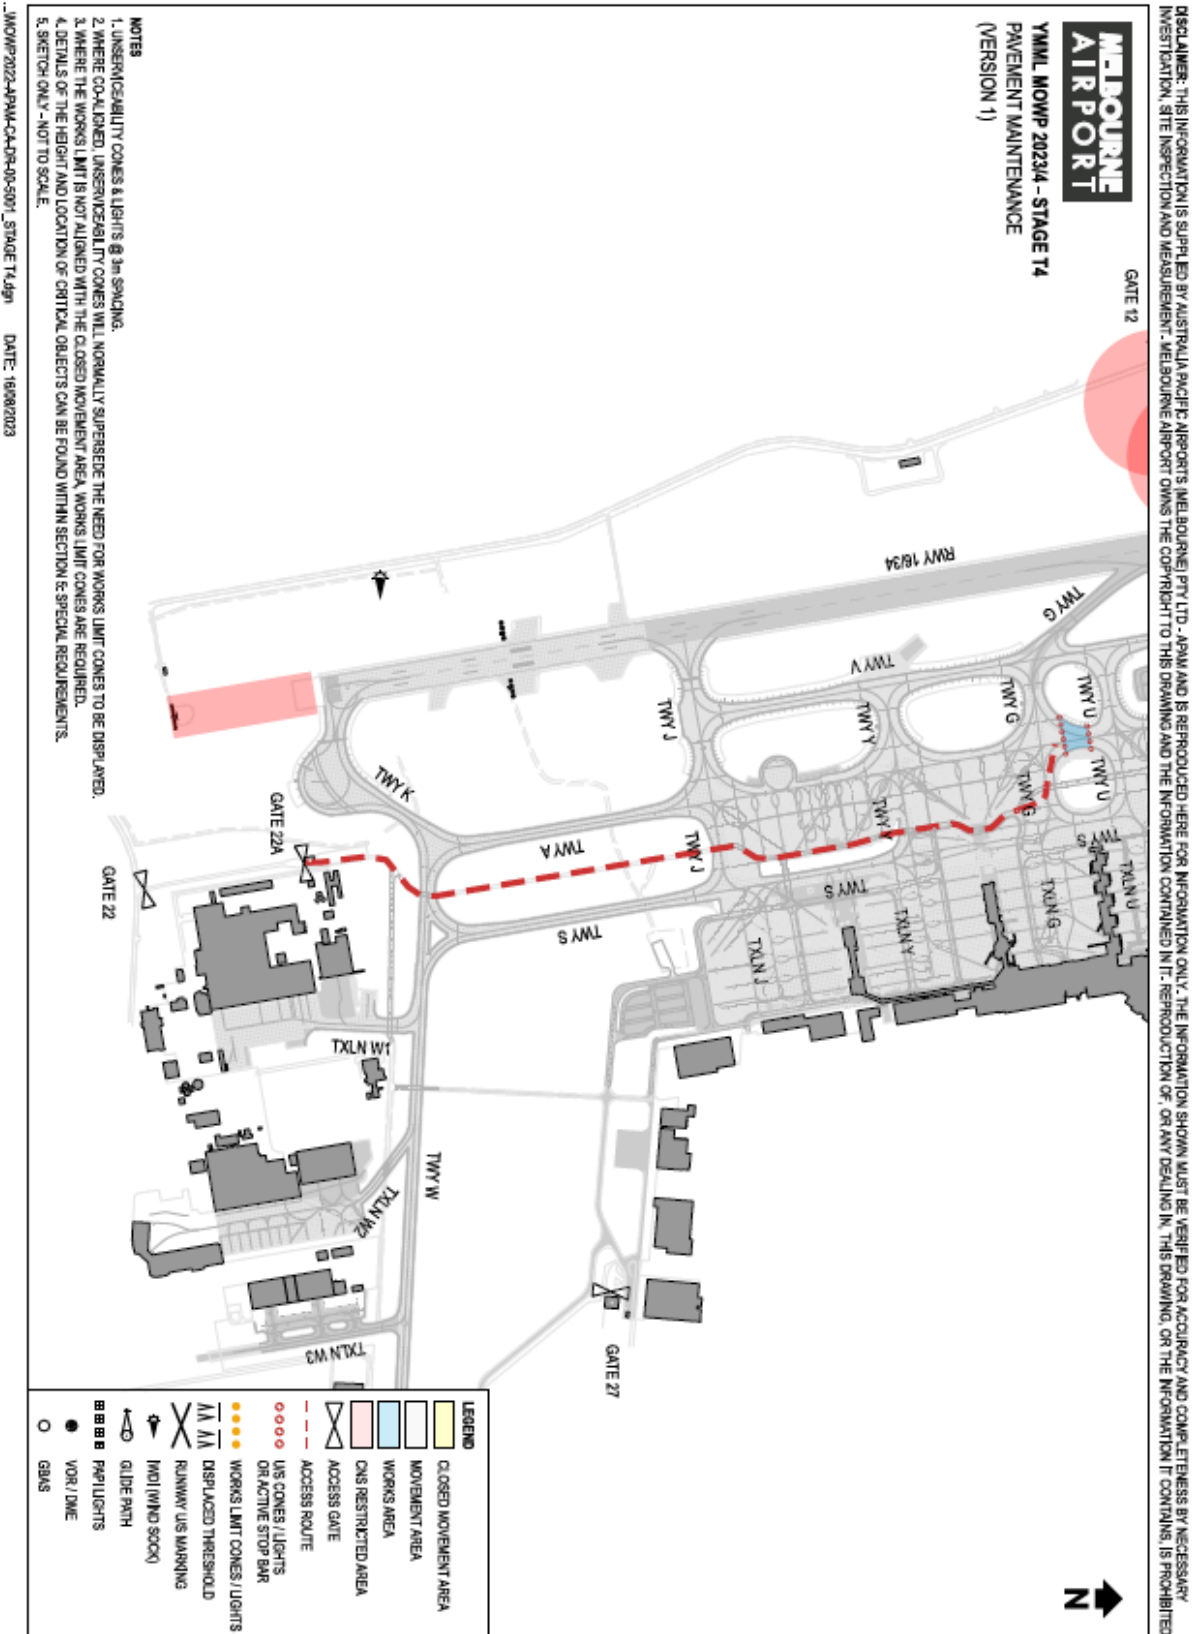 DISCLAIMER: THIS INFORMATION IS SUPPLIED BY AUSTRALIA PACIFIC AIRPORTS (MELBOURNE) PTY LTD - APAM AND IS REPRODUCED HERE FOR INFORMATION ONLY. THE INFORMATION SHOWN MUST BE VERIFIED FOR ACCURACY AND COMPLETENESS BY NECESSARY
INVESTIGATION, SITE INSPECTION AND MEASUREMENT. MELBOURNE AIRPORT OWNS THE COPYRIGHT TO THIS DRAWING AND THE INFORMATION CONTAINED IN IT. REPRODUCTION OF, OR ANY DEALING IN, THIS DRAWING, OR THE INFORMATION IT CONTAINS, IS PROHIBITED
MELBOURNE
AIRPORT
YMML MOWP 2023/4 - STAGE T4
PAVEMENT MAINTENANCE
(VERSION 1)
GATE 12
RWY 16/34
TWY G
TWY V
TWY U
TWY G
TWY J
TWY Y
TWY U
TWY G
TWY S
TXLN U
TWY K
TWY Y
TXLN G
GATE 22A
TWY A
TWY J
TWY S
TXLN Y
GATE 22
TWY S
TXLN J
TXLN W1
TWY W
TXLN W2
TXLN W3
GATE 27
NOTES
1. UNSERVICEABILITY CONES & LIGHTS @ 3m SPACING.
2. WHERE CO-ALIGNED, UNSERVICEABILITY CONES WILL NORMALLY SUPERSEDE THE NEED FOR WORKS LIMIT CONES TO BE DISPLAYED.
3. WHERE THE WORKS LIMIT IS NOT ALIGNED WITH THE CLOSED MOVEMENT AREA, WORKS LIMIT CONES ARE REQUIRED.
4. DETAILS OF THE HEIGHT AND LOCATION OF CRITICAL OBJECTS CAN BE FOUND WITHIN SECTION 5: SPECIAL REQUIREMENTS.
5. SKETCH ONLY - NOT TO SCALE.
LEGEND
CLOSED MOVEMENT AREA
MOVEMENT AREA
WORKS AREA
CNS RESTRICTED AREA
ACCESS GATE
ACCESS ROUTE
U/S CONES / LIGHTS
OR ACTIVE STOP BAR
WORKS LIMIT CONES / LIGHTS
DISPLACED THRESHOLD
RUNWAY U/S MARKING
IWDI (WIND SOCK)
GLIDE PATH
PAPI LIGHTS
VOR / DME
GBAS
N
...\MOWP2022-APAM-CA-DR-00-5001_STAGE T4.dgn DATE: 16/08/2023